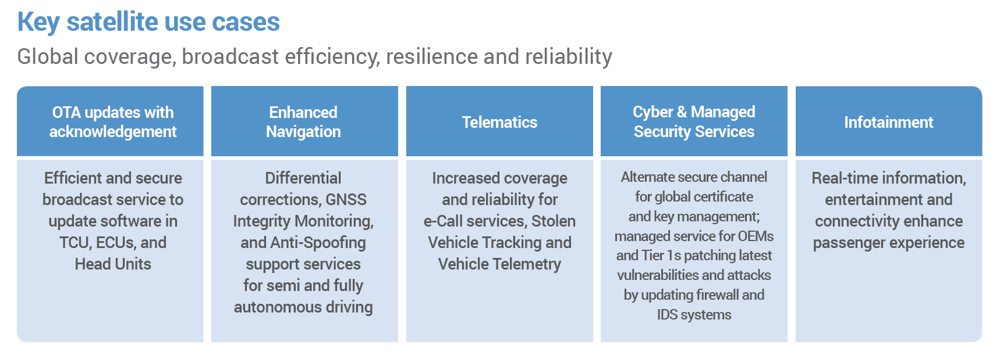 Key satellite use cases
Global coverage, broadcast efficiency, resilience and reliability
OTA updates with
acknowledgement
Efficient and secure
broadcast service to
update software in
TCU, ECUs, and
Head Units
Enhanced
Navigation
Differential
corrections, GNSS
Integrity Monitoring,
and Anti-Spoofing
support services
for semi and fully
autonomous driving
Telematics
Increased coverage
and reliability for
e-Call services, Stolen
Vehicle Tracking and
Vehicle Telemetry
Cyber & Managed
Security Services
Alternate secure channel
for global certificate
and key management;
managed service for OEMs
and Tier 1s patching latest
vulnerabilities and attacks
by updating firewall and
IDS systems
Infotainment
Real-time information,
entertainment and
connectivity enhance
passenger experience